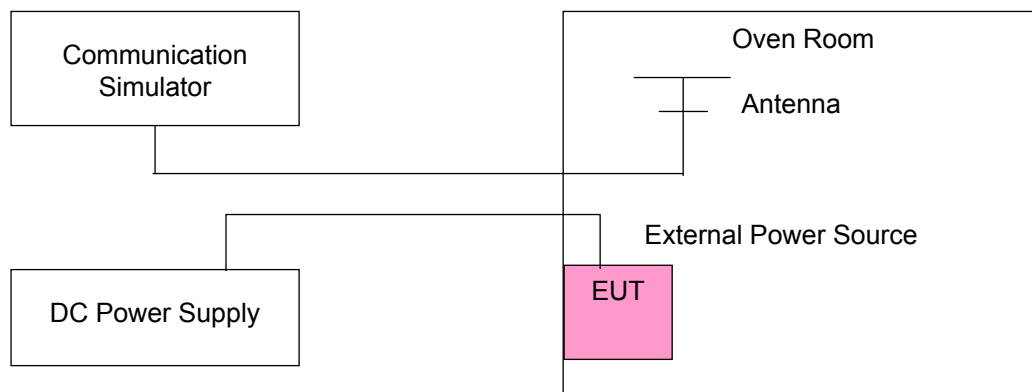 Communication
Simulator
Oven Room
Antenna
External Power Source
DC Power Supply
EUT